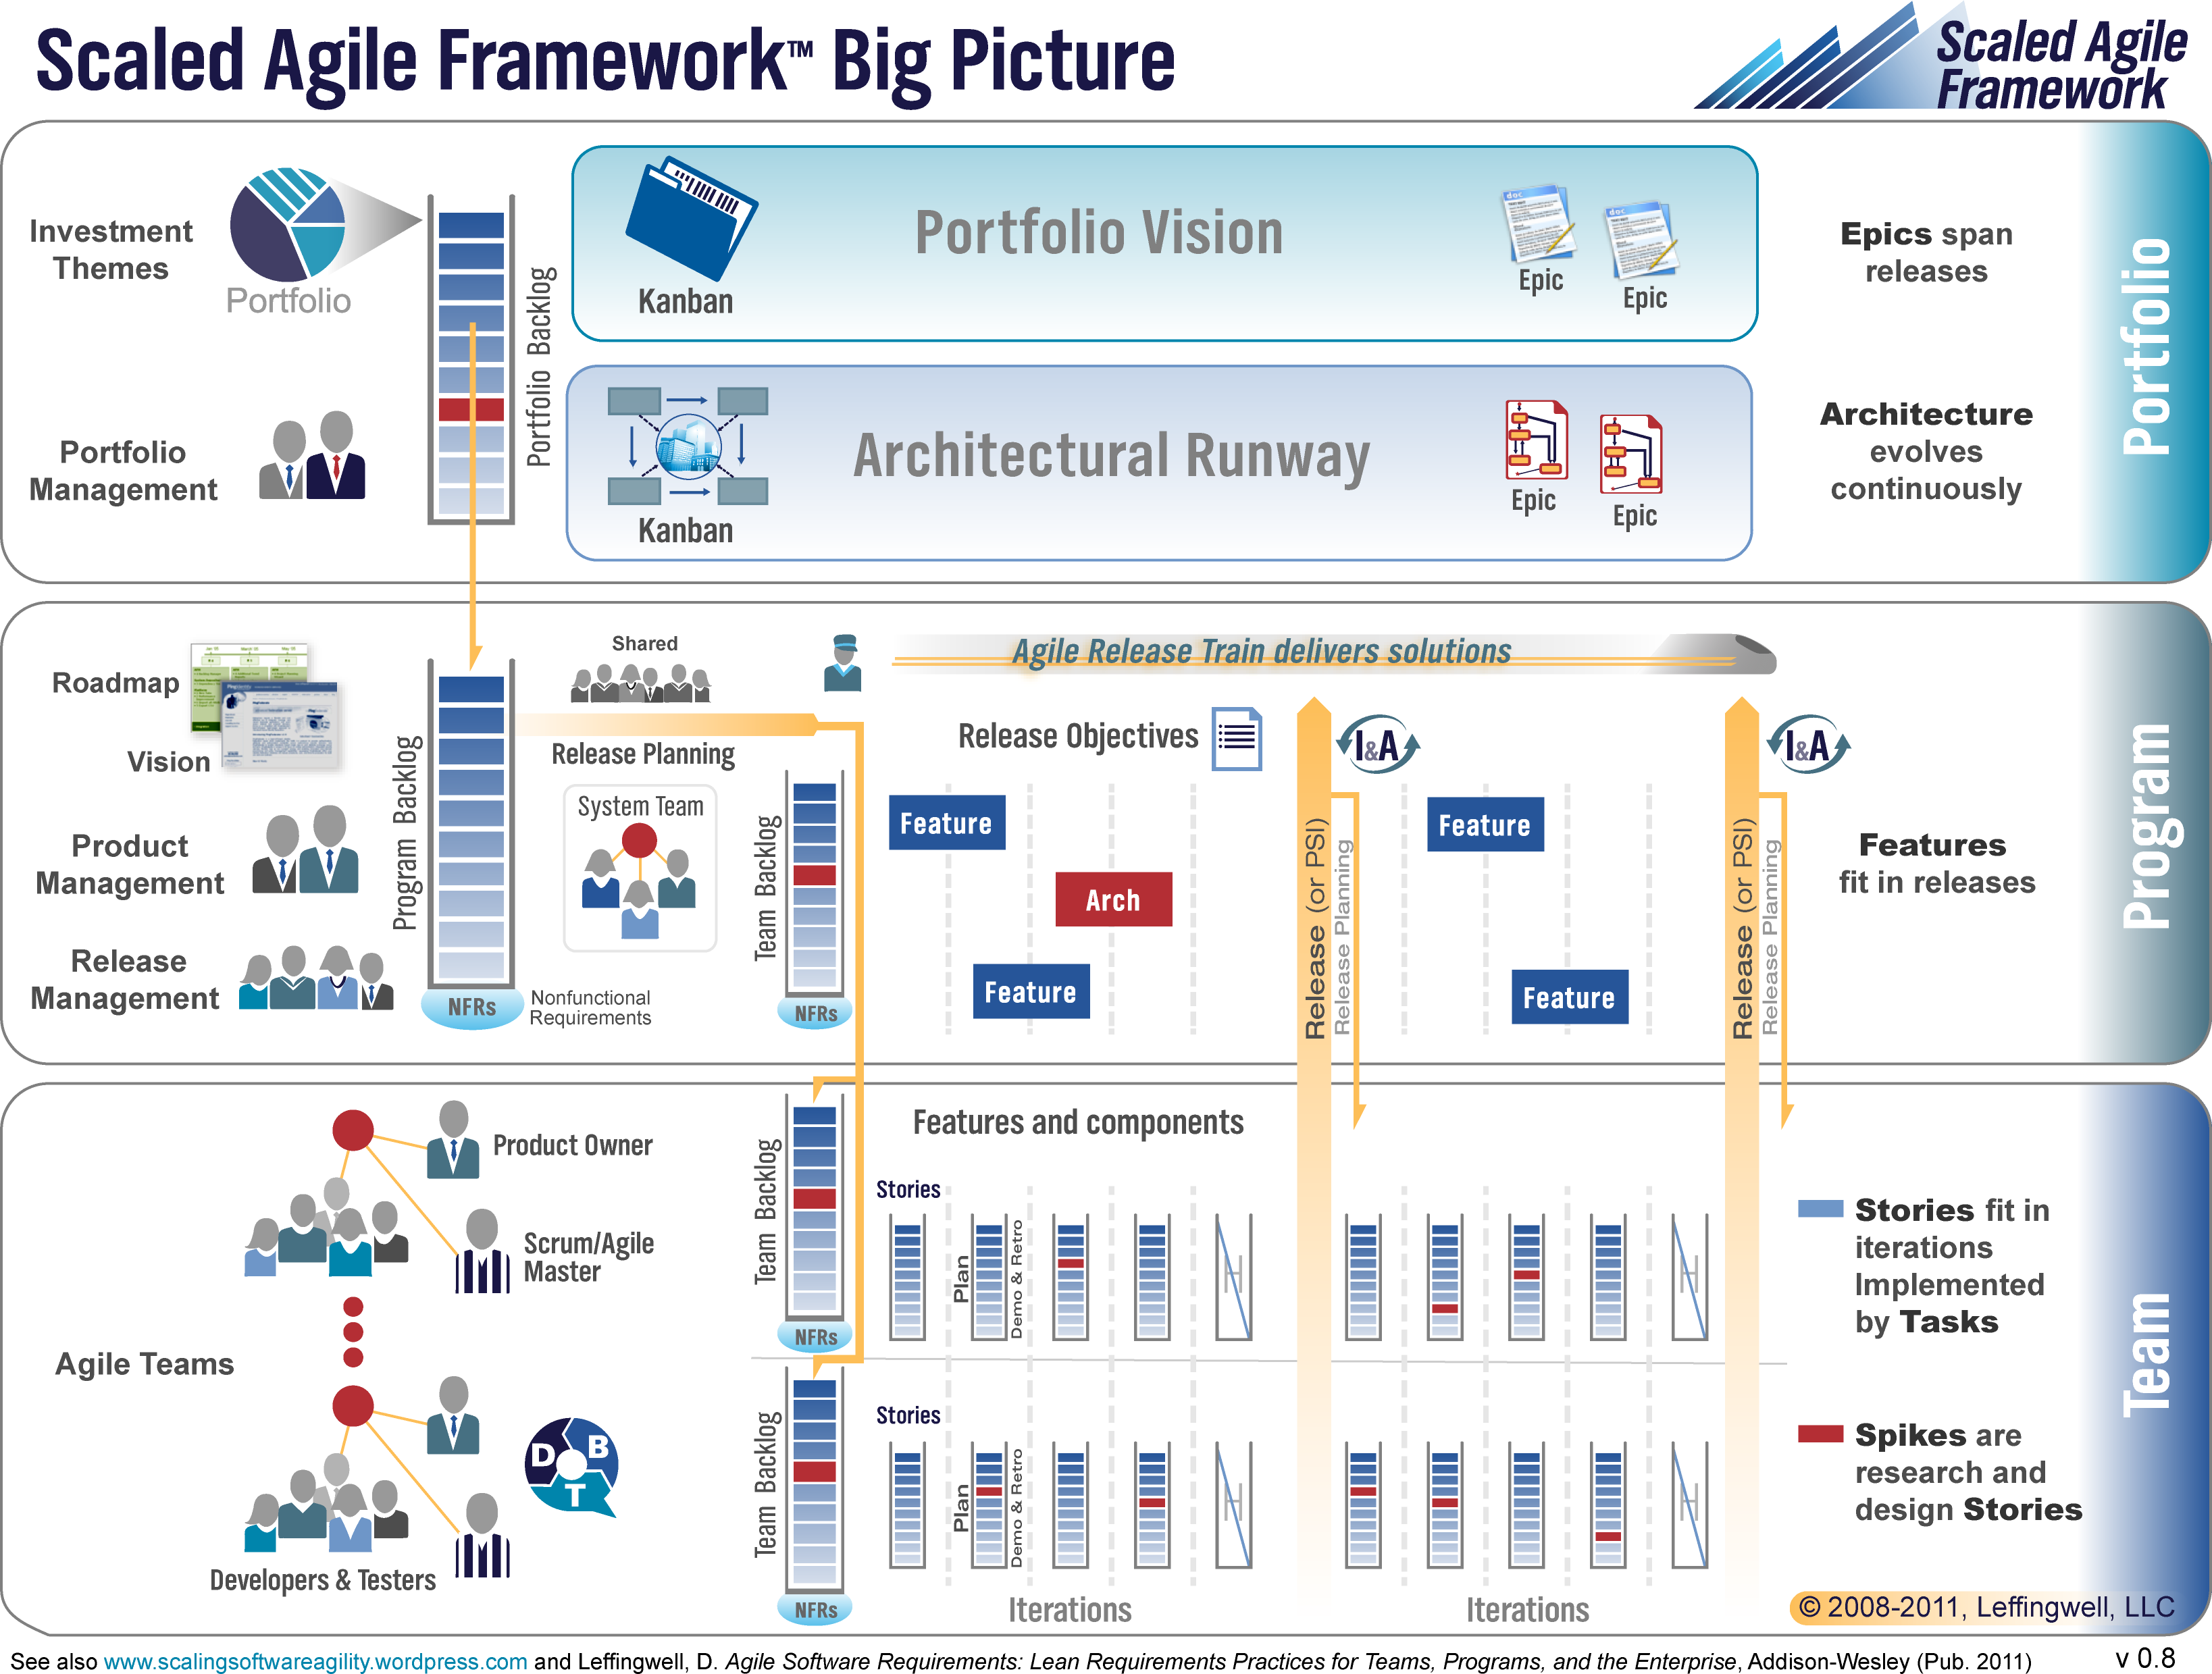 Scaled Agile Framework™ Big Picture
Scaled Agile
Framework
Investment
Themes
Portfolio
Portfolio Backlog
Kanban
Portfolio Vision
doc
Epic
doc
Epic
Epics span
releases
Portfolio
Portfolio
Management
Kanban
Architectural Runway
Epic
Epic
Architecture
evolves
continuously
Roadmap
Vision
Product
Management
Release
Management
Program Backlog
NFRs
Nonfunctional
Requirements
Shared
Release Planning
System Team
Team Backlog
NFRs
Agile Release Train delivers solutions
Release Objectives
I&A
I&A
Feature
Arch
Feature
Release (or PSI)
Release Planning
Feature
Feature
Release (or PSI)
Release Planning
Features
fit in releases
Program
Product Owner
Scrum/Agile
Master
Agile Teams
D B
T
Developers & Testers
Team Backlog
NFRs
Team Backlog
NFRs
Features and components
Stories
Plan
Demo & Retro
H
H
Stories
Plan
Demo & Retro
H
H
Iterations
Iterations
Stories fit in
iterations
Implemented
by Tasks
Spikes are
research and
design Stories
Team
© 2008-2011, Leffingwell, LLC
See also www.scalingsoftwareagility.wordpress.com and Leffingwell, D. Agile Software Requirements: Lean Requirements Practices for Teams, Programs, and the Enterprise, Addison-Wesley (Pub. 2011)
v 0.8